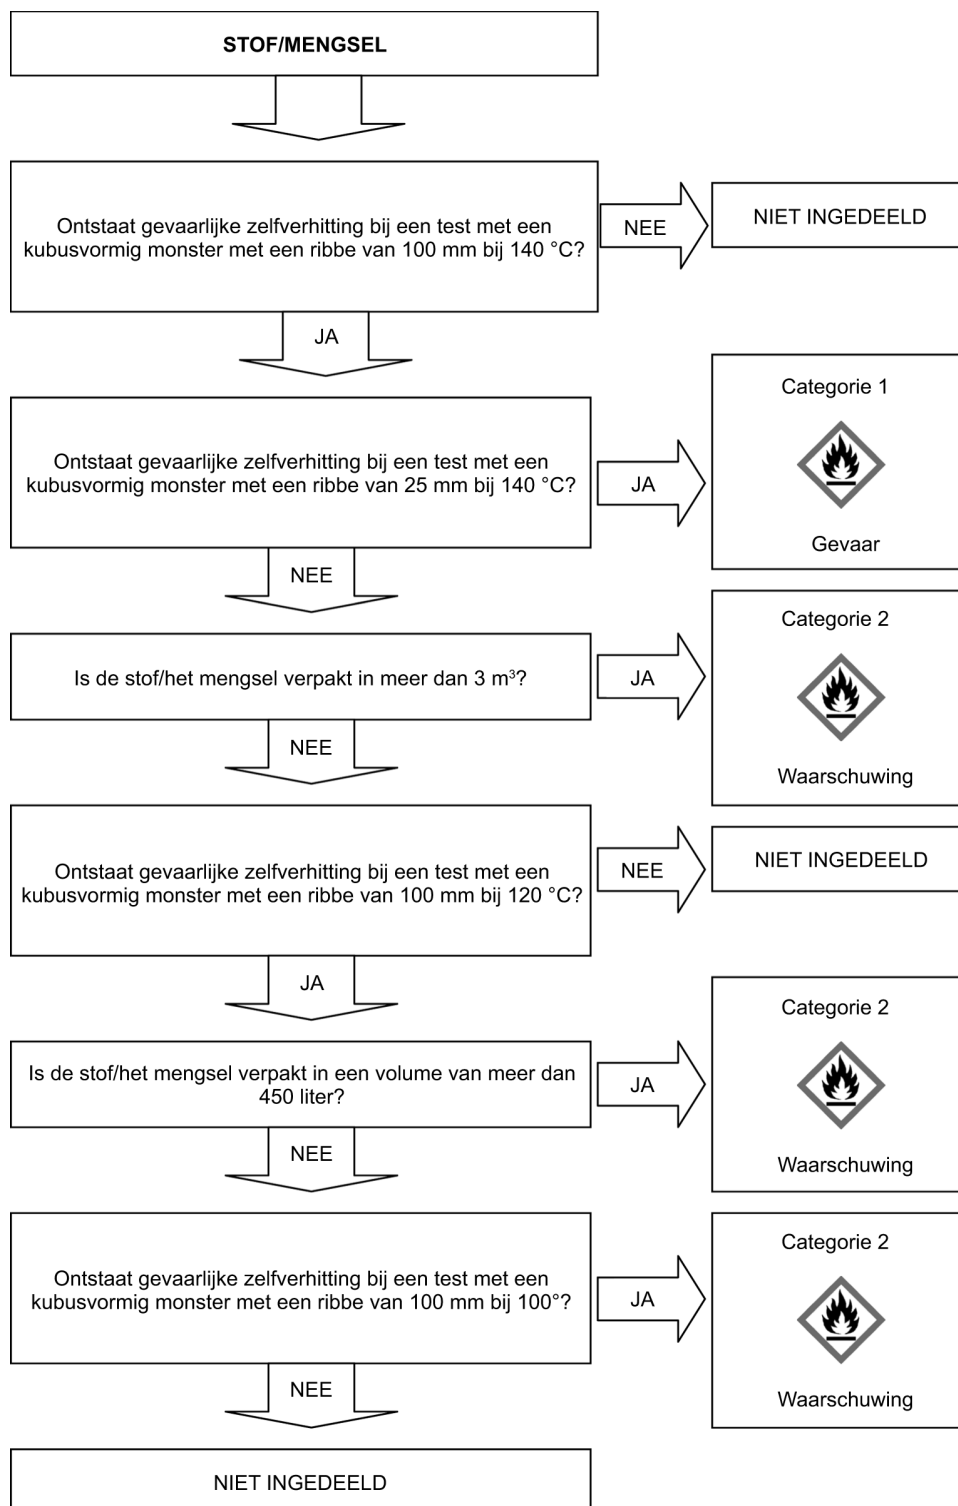 STOF/MENGSEL
Ontstaat gevaarlijke zelfverhitting bij een test met een
kubusvormig monster met een ribbe van 100 mm bij 140 °C?
NEE
NIET INGEDEELD
JA
Ontstaat gevaarlijke zelfverhitting bij een test met een
kubusvormig monster met een ribbe van 25 mm bij 140 °C?
JA
Categorie 1
Gevaar
NEE
Is de stof/het mengsel verpakt in meer dan 3 m³?
JA
Categorie 2
Waarschuwing
NEE
Ontstaat gevaarlijke zelfverhitting bij een test met een
kubusvormig monster met een ribbe van 100 mm bij 120 °C?
NEE
NIET INGEDEELD
JA
Is de stof/het mengsel verpakt in een volume van meer dan
450 liter?
JA
Categorie 2
Waarschuwing
NEE
Ontstaat gevaarlijke zelfverhitting bij een test met een
kubusvormig monster met een ribbe van 100 mm bij 100°?
JA
Categorie 2
Waarschuwing
NEE
NIET INGEDEELD